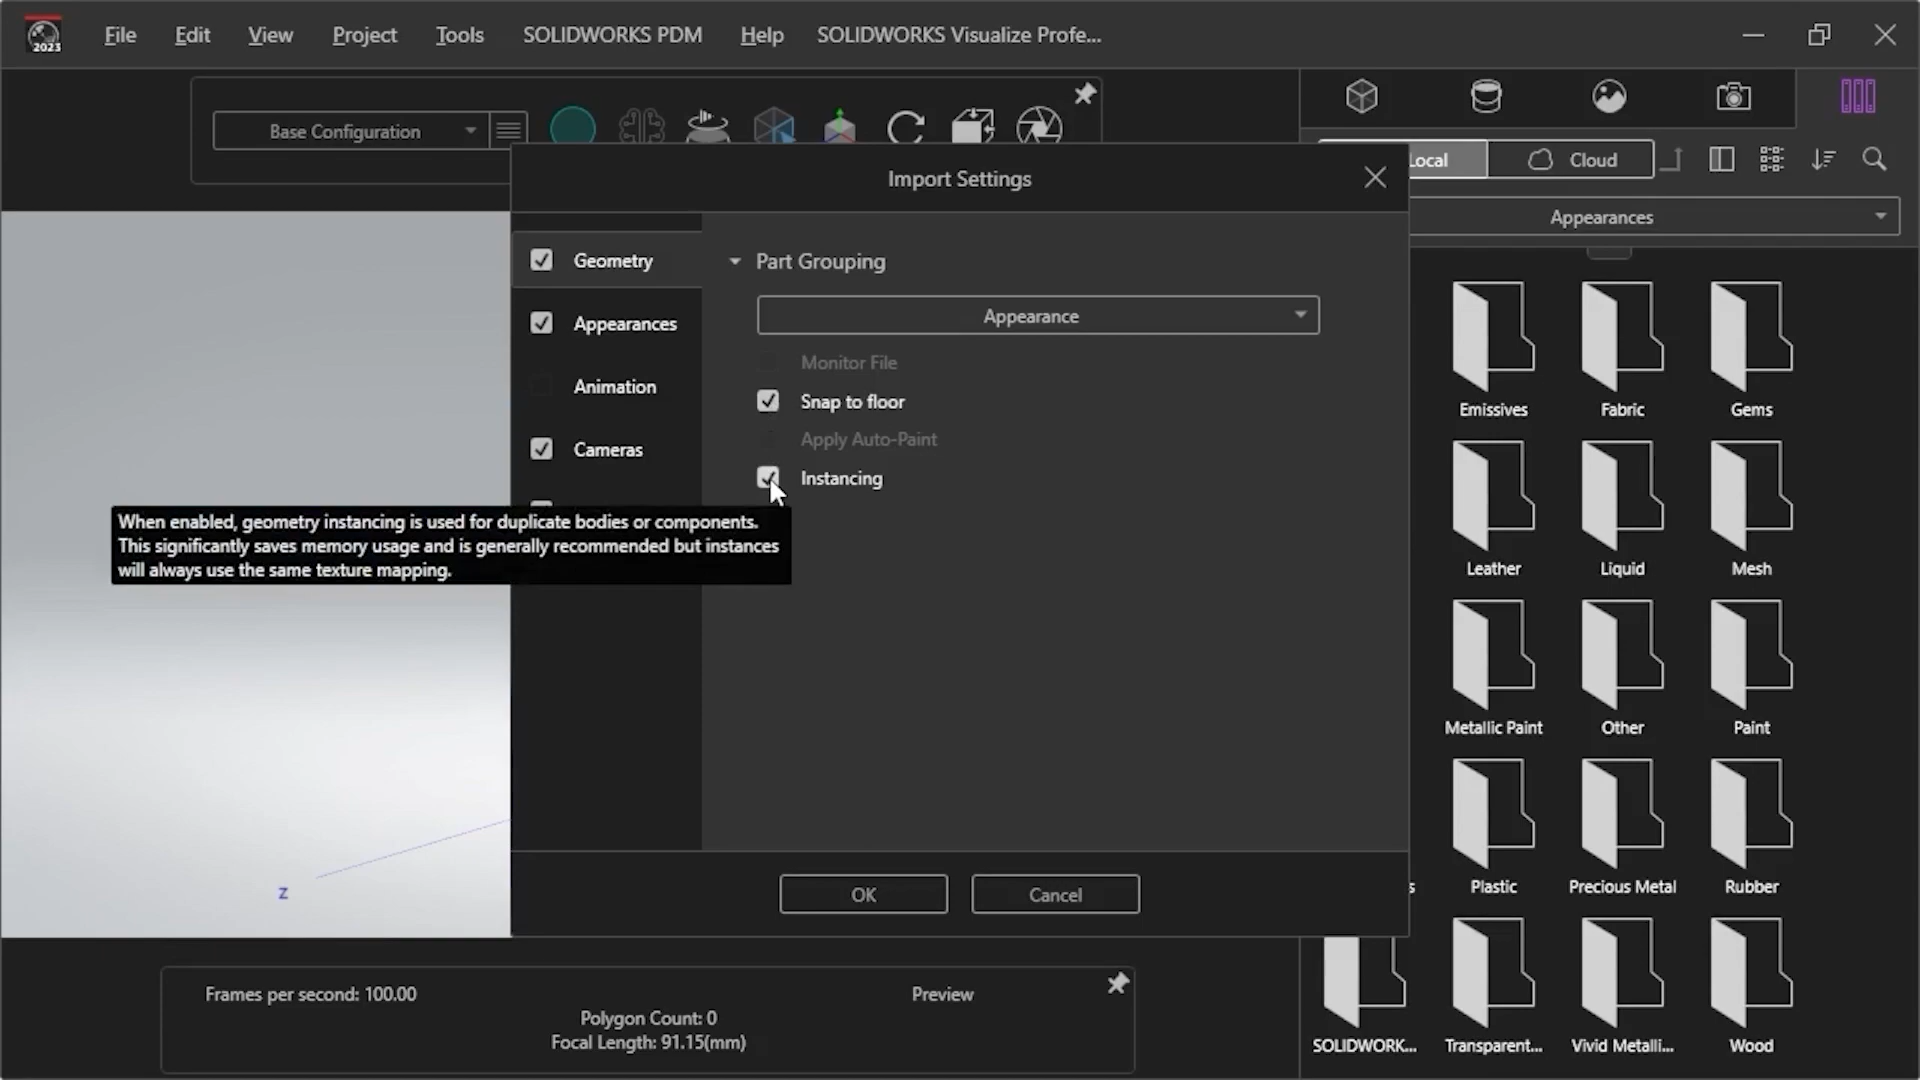 2023
File Edit View Project Tools SOLIDWORKS PDM Help SOLIDWORKS Visualize Profe...
Base Configuration
Import Settings
Local
Cloud
Appearances
Geometry
Appearances
Animation
Cameras
Part Grouping
Appearance
Monitor File
Snap to floor
Apply Auto-Paint
Instancing
When enabled, geometry instancing is used for duplicate bodies or components.
This significantly saves memory usage and is generally recommended but instances
will always use the same texture mapping.
OK
Cancel
Emissives Fabric Gems
Leather Liquid Mesh
Metallic Paint Other Paint
s Plastic Precious Metal Rubber
SOLIDWORK... Transparent... Vivid Metalli... Wood
Z
Frames per second: 100.00
Preview
Polygon Count: 0
Focal Length: 91.15(mm)